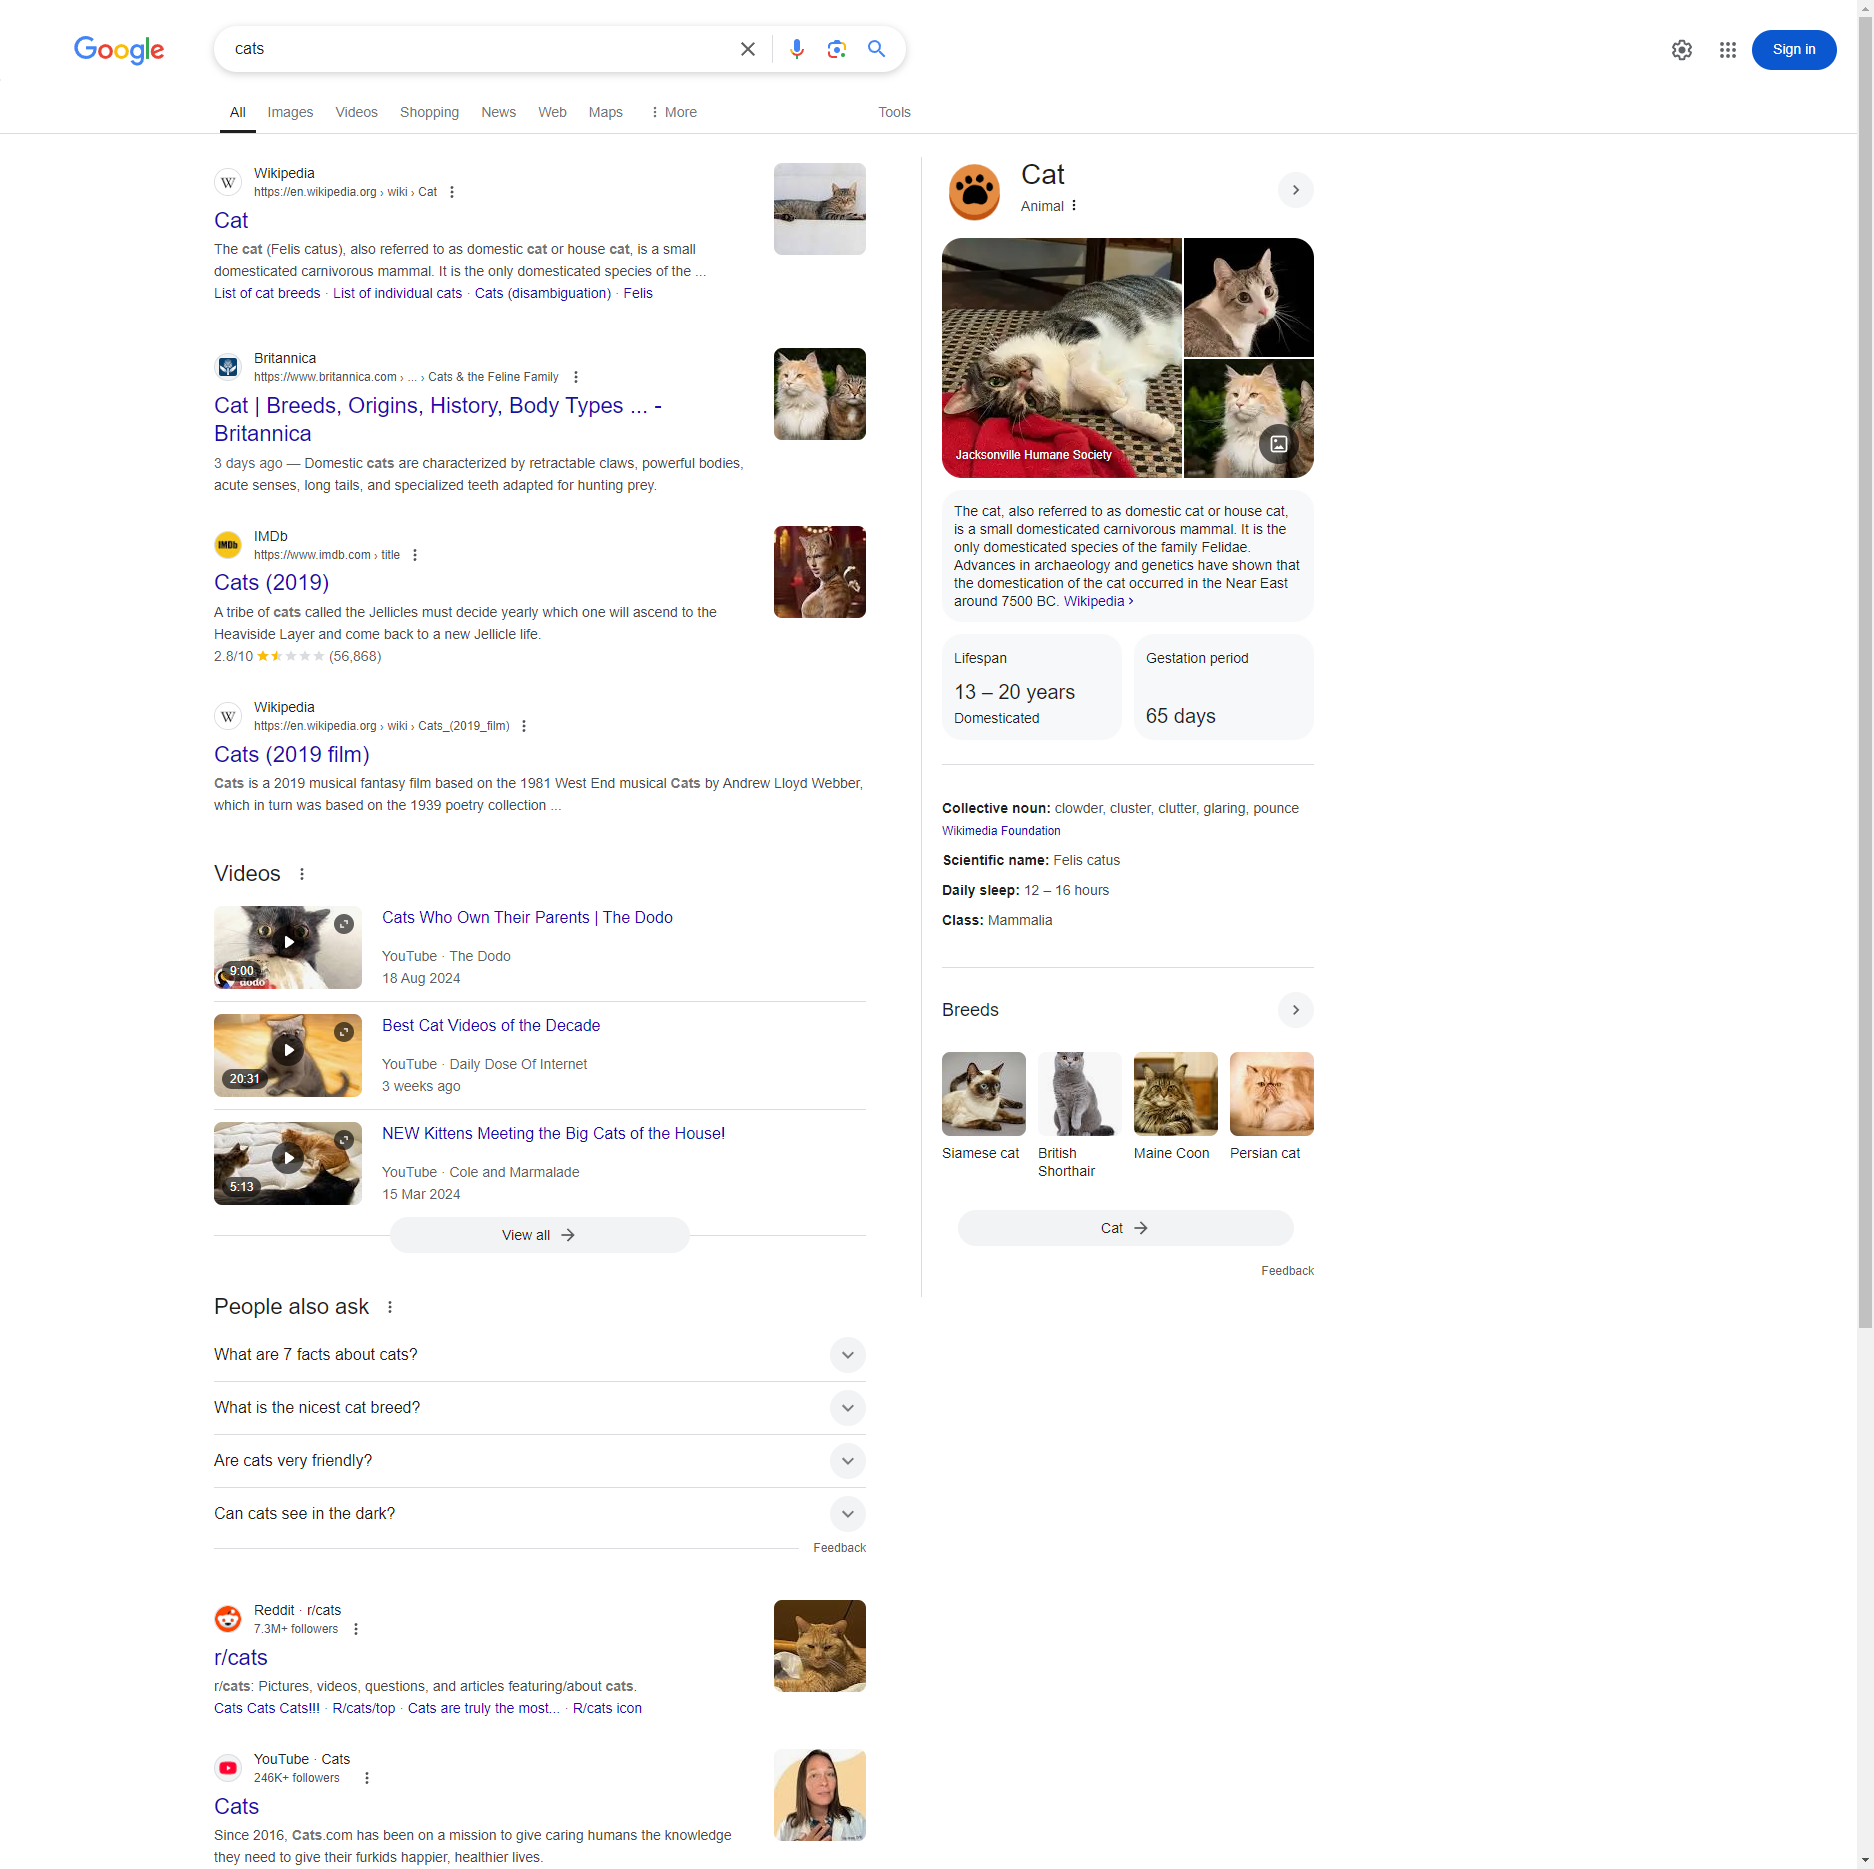 Google
cats
Sign in
All
Images
Videos
Shopping
News
Web
Maps
More
Tools
Wikipedia
https://en.wikipedia.org › wiki › Cat
Cat
The cat (Felis catus), also referred to as domestic cat or house cat, is a small
domesticated carnivorous mammal. It is the only domesticated species of the ...
List of cat breeds · List of individual cats · Cats (disambiguation) · Felis
Britannica
https://www.britannica.com › ... › Cats & the Feline Family
Cat | Breeds, Origins, History, Body Types ... -
Britannica
3 days ago — Domestic cats are characterized by retractable claws, powerful bodies,
acute senses, long tails, and specialized teeth adapted for hunting prey.
IMDb
IMDb
https://www.imdb.com › title
Cats (2019)
A tribe of cats called the Jellicles must decide yearly which one will ascend to the
Heaviside Layer and come back to a new Jellicle life.
2.8/10 (56,868)
Wikipedia
https://en.wikipedia.org › wiki › Cats_(2019_film)
Cats (2019 film)
Cats is a 2019 musical fantasy film based on the 1981 West End musical Cats by Andrew Lloyd Webber,
which in turn was based on the 1939 poetry collection ...
Videos
Cats Who Own Their Parents | The Dodo
YouTube · The Dodo
18 Aug 2024
9:00
dodo
Best Cat Videos of the Decade
YouTube · Daily Dose Of Internet
3 weeks ago
20:31
NEW Kittens Meeting the Big Cats of the House!
YouTube · Cole and Marmalade
15 Mar 2024
5:13
View all
People also ask
What are 7 facts about cats?
What is the nicest cat breed?
Are cats very friendly?
Can cats see in the dark?
Feedback
Reddit · r/cats
7.3M+ followers
r/cats
r/cats: Pictures, videos, questions, and articles featuring/about cats.
Cats Cats Cats!!! · R/cats/top · Cats are truly the most... · R/cats icon
YouTube · Cats
246K+ followers
Cats
Since 2016, Cats.com has been on a mission to give caring humans the knowledge
they need to give their furkids happier, healthier lives.
Cat
Animal
Jacksonville Humane Society
The cat, also referred to as domestic cat or house cat,
is a small domesticated carnivorous mammal. It is the
only domesticated species of the family Felidae.
Advances in archaeology and genetics have shown that
the domestication of the cat occurred in the Near East
around 7500 BC. Wikipedia ›
Lifespan
13 – 20 years
Domesticated
Gestation period
65 days
Collective noun: clowder, cluster, clutter, glaring, pounce
Wikimedia Foundation
Scientific name: Felis catus
Daily sleep: 12 – 16 hours
Class: Mammalia
Breeds
Siamese cat
British
Shorthair
Maine Coon
Persian cat
Cat
Feedback